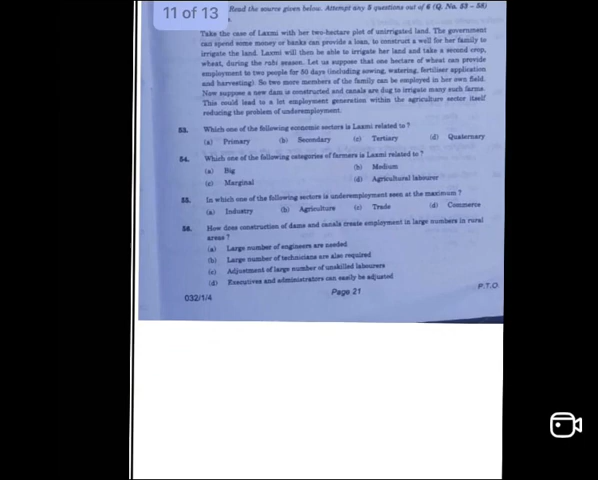 11 of 13
Read the source given below. Attempt any 5 questions out of 6 (Q. No. 53 – 58)
Take the case of Laxmi with her two-hectare plot of unirrigated land. The government
can spend some money or banks can provide a loan, to construct a well for her family to
irrigate the land. Laxmi will then be able to irrigate her land and take a second crop,
wheat, during the rabi season. Let us suppose that one hectare of wheat can provide
employment to two people for 50 days (including sowing, watering, fertiliser application
and harvesting). So two more members of the family can be employed in her own field.
Now suppose a new dam is constructed and canals are dug to irrigate many such farms.
This could lead to a lot employment generation within the agriculture sector itself
reducing the problem of underemployment.
53. Which one of the following economic sectors is Laxmi related to ?
(a) Primary (b) Secondary (c) Tertiary (d) Quaternary
54. Which one of the following categories of farmers is Laxmi related to ?
(a) Big (b) Medium
(c) Marginal (d) Agricultural labourer
55. In which one of the following sectors is underemployment seen at the maximum ?
(a) Industry (b) Agriculture (c) Trade (d) Commerce
56. How does construction of dams and canals create employment in large numbers in rural
areas ?
(a) Large number of engineers are needed
(b) Large number of technicians are also required
(c) Adjustment of large number of unskilled labourers
(d) Executives and administrators can easily be adjusted
032/1/4 Page 21 P.T.O.